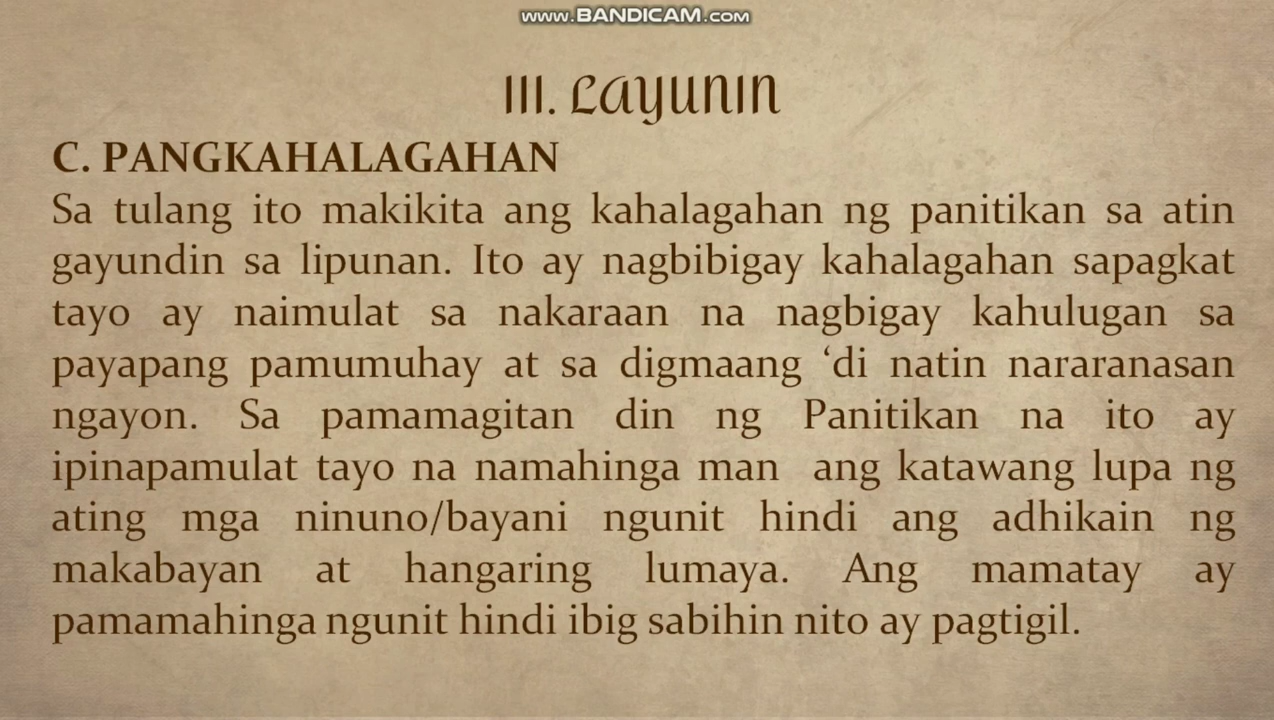 www.BANDICAM.com
III. Layunin
C. PANGKAHALAGAHAN
Sa tulang ito makikita ang kahalagahan ng panitikan sa atin
gayundin sa lipunan. Ito ay nagbibigay kahalagahan sapagkat
tayo ay naimulat sa nakaraan na nagbigay kahulugan sa
payapang pamumuhay at sa digmaang ‘di natin nararanasan
ngayon. Sa pamamagitan din ng Panitikan na ito ay
ipinapamulat tayo na namahinga man ang katawang lupa ng
ating mga ninuno/bayani ngunit hindi ang adhikain ng
makabayan at hangaring lumaya. Ang mamatay ay
pamamahinga ngunit hindi ibig sabihin nito ay pagtigil.